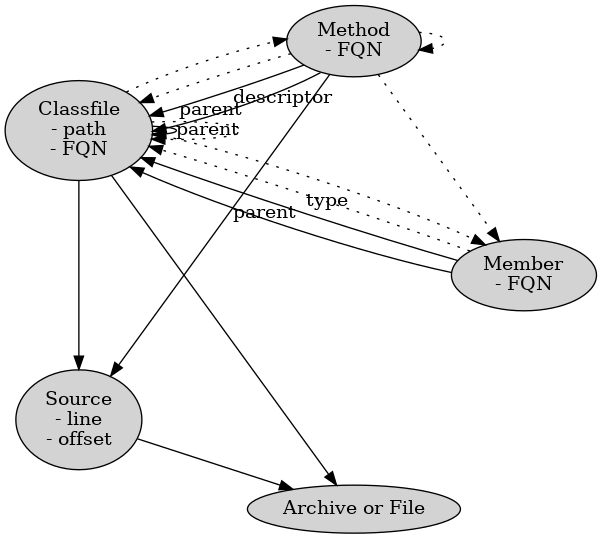 Method
- FQN
Classfile
- path
- FQN
descriptor
parent
parent
type
parent
Member
- FQN
Source
- line
- offset
Archive or File